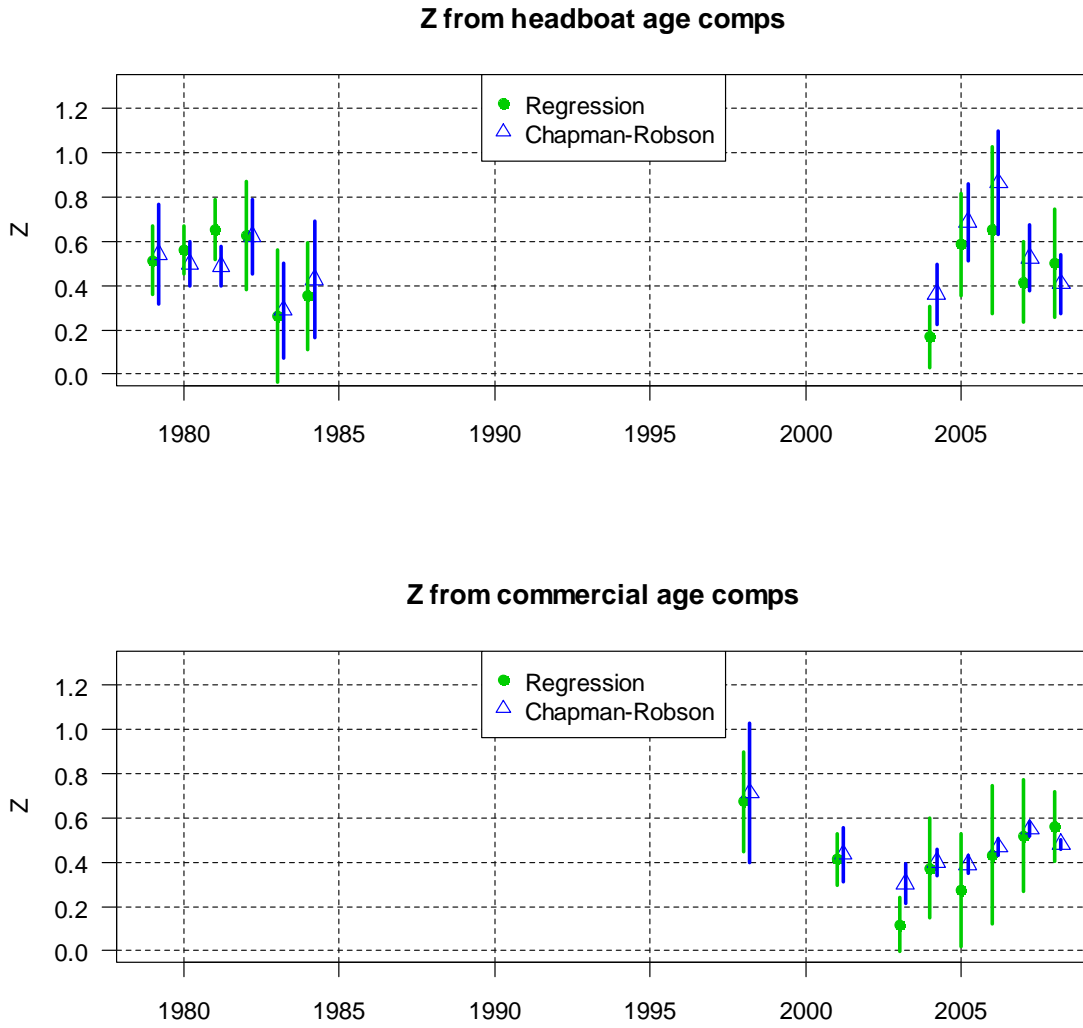 Z from headboat age comps
Regression
Chapman-Robson
1.2
1.0
0.8
0.6
0.4
0.2
0.0
Z
1980 1985 1990 1995 2000 2005
Z from commercial age comps
Regression
Chapman-Robson
1.2
1.0
0.8
0.6
0.4
0.2
0.0
Z
1980 1985 1990 1995 2000 2005